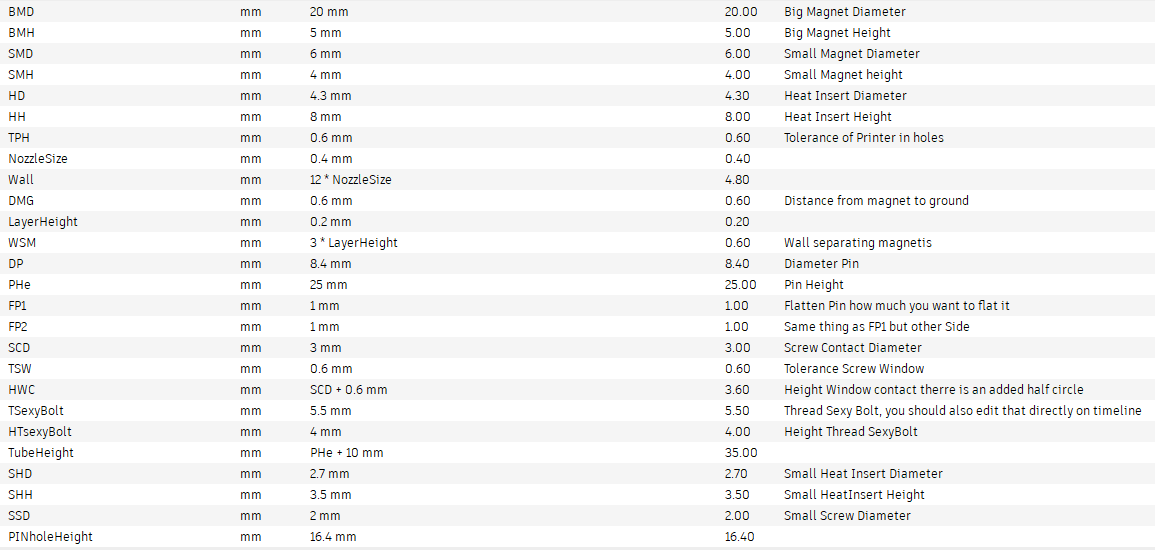 BMD mm 20 mm 20.00 Big Magnet Diameter
BMH mm 5 mm 5.00 Big Magnet Height
SMD mm 6 mm 6.00 Small Magnet Diameter
SMH mm 4 mm 4.00 Small Magnet height
HD mm 4.3 mm 4.30 Heat Insert Diameter
HH mm 8 mm 8.00 Heat Insert Height
TPH mm 0.6 mm 0.60 Tolerance of Printer in holes
NozzleSize mm 0.4 mm 0.40
Wall mm 12 * NozzleSize 4.80
DMG mm 0.6 mm 0.60 Distance from magnet to ground
LayerHeight mm 0.2 mm 0.20
WSM mm 3 * LayerHeight 0.60 Wall separating magnetis
DP mm 8.4 mm 8.40 Diameter Pin
PHe mm 25 mm 25.00 Pin Height
FP1 mm 1 mm 1.00 Flatten Pin how much you want to flat it
FP2 mm 1 mm 1.00 Same thing as FP1 but other Side
SCD mm 3 mm 3.00 Screw Contact Diameter
TSW mm 0.6 mm 0.60 Tolerance Screw Window
HWC mm SCD + 0.6 mm 3.60 Height Window contact therre is an added half circle
TSexyBolt mm 5.5 mm 5.50 Thread Sexy Bolt, you should also edit that directly on timeline
HTsexyBolt mm 4 mm 4.00 Height Thread SexyBolt
TubeHeight mm PHe + 10 mm 35.00
SHD mm 2.7 mm 2.70 Small Heat Insert Diameter
SHH mm 3.5 mm 3.50 Small HeatInsert Height
SSD mm 2 mm 2.00 Small Screw Diameter
PINholeHeight mm 16.4 mm 16.40